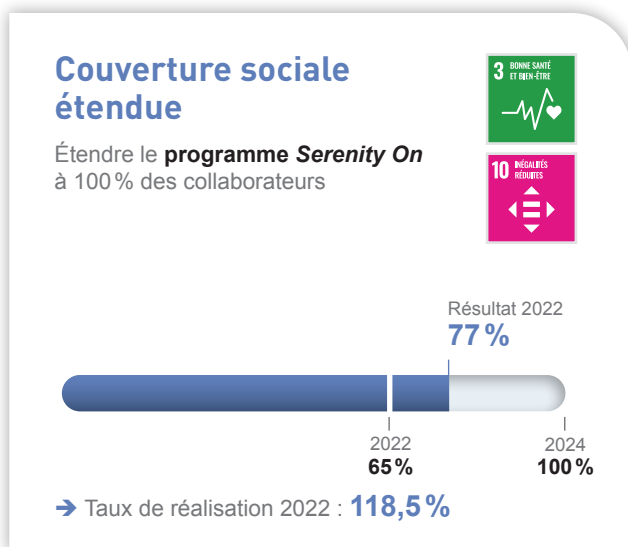 Couverture sociale
étendue
Étendre le programme Serenity On
à 100 % des collaborateurs
3 BONNE SANTÉ
ET BIEN-ÊTRE
10 INÉGALITÉS
RÉDUITES
Résultat 2022
77 %
2022
65 %
2024
100 %
➔ Taux de réalisation 2022 : 118,5 %